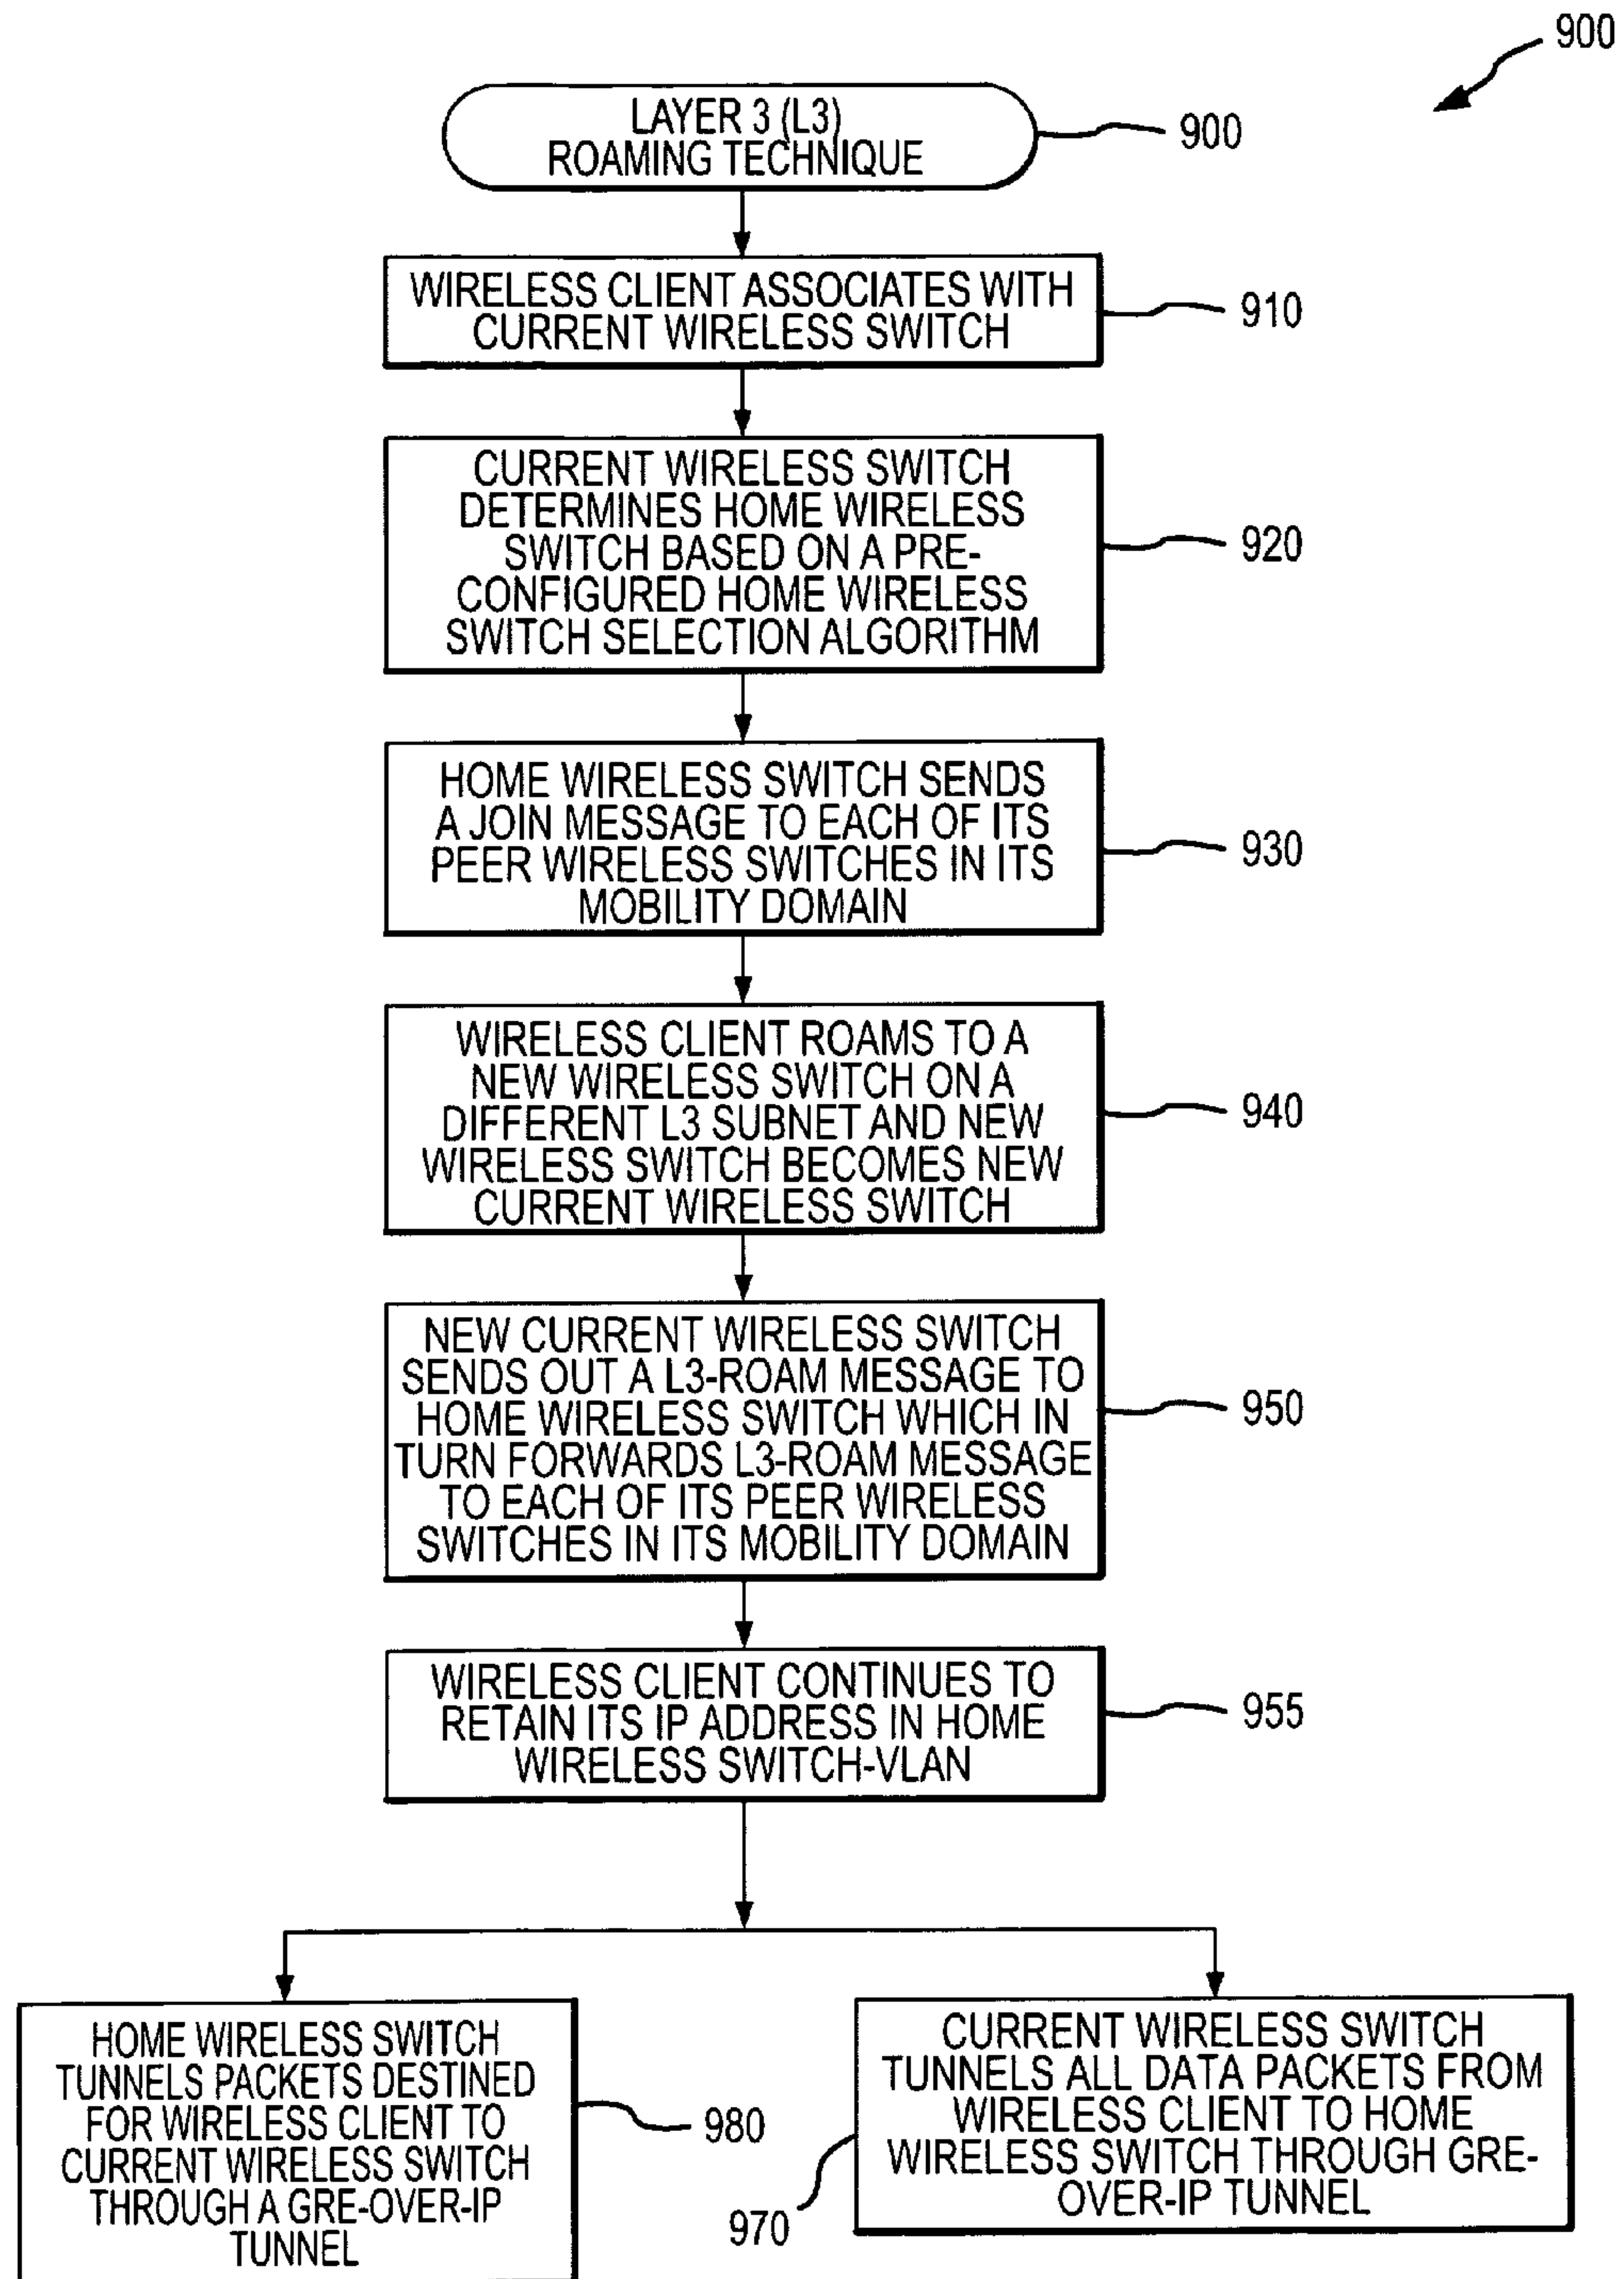 900
LAYER 3 (L3)
ROAMING TECHNIQUE
900
WIRELESS CLIENT ASSOCIATES WITH
CURRENT WIRELESS SWITCH
910
CURRENT WIRELESS SWITCH
DETERMINES HOME WIRELESS
SWITCH BASED ON A PRE-
CONFIGURED HOME WIRELESS
SWITCH SELECTION ALGORITHM
920
HOME WIRELESS SWITCH SENDS
A JOIN MESSAGE TO EACH OF ITS
PEER WIRELESS SWITCHES IN ITS
MOBILITY DOMAIN
930
WIRELESS CLIENT ROAMS TO A
NEW WIRELESS SWITCH ON A
DIFFERENT L3 SUBNET AND NEW
WIRELESS SWITCH BECOMES NEW
CURRENT WIRELESS SWITCH
940
NEW CURRENT WIRELESS SWITCH
SENDS OUT A L3-ROAM MESSAGE TO
HOME WIRELESS SWITCH WHICH IN
TURN FORWARDS L3-ROAM MESSAGE
TO EACH OF ITS PEER WIRELESS
SWITCHES IN ITS MOBILITY DOMAIN
950
WIRELESS CLIENT CONTINUES TO
RETAIN ITS IP ADDRESS IN HOME
WIRELESS SWITCH-VLAN
955
HOME WIRELESS SWITCH
TUNNELS PACKETS DESTINED
FOR WIRELESS CLIENT TO
CURRENT WIRELESS SWITCH
THROUGH A GRE-OVER-IP
TUNNEL
980
CURRENT WIRELESS SWITCH
TUNNELS ALL DATA PACKETS FROM
WIRELESS CLIENT TO HOME
WIRELESS SWITCH THROUGH GRE-
OVER-IP TUNNEL
970